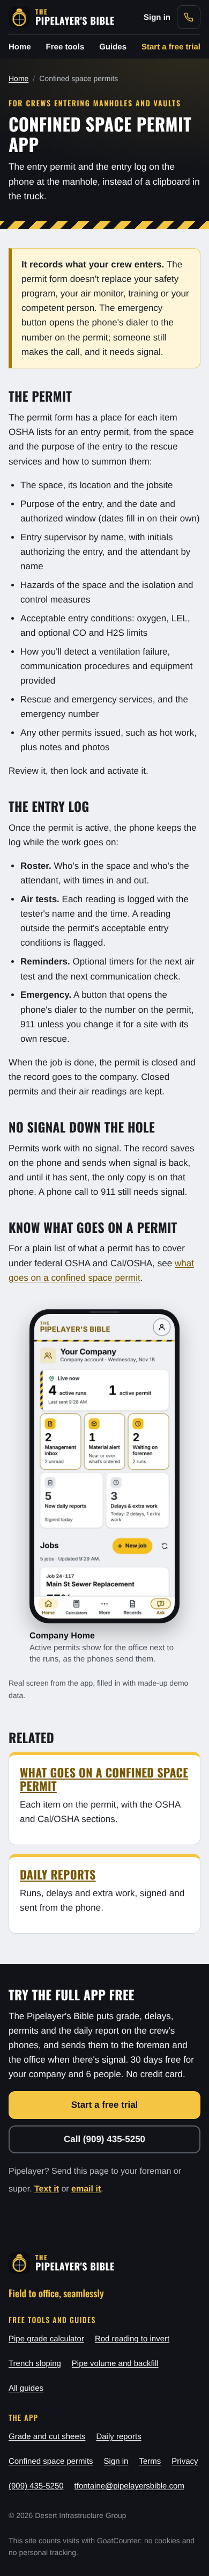 THE
PIPELAYER'S BIBLE
Sign in
Home
Free tools
Guides
Start a free trial
Home / Confined space permits
FOR CREWS ENTERING MANHOLES AND VAULTS
CONFINED SPACE PERMIT
APP
The entry permit and the entry log on the
phone at the manhole, instead of a clipboard in
the truck.
It records what your crew enters. The
permit form doesn't replace your safety
program, your air monitor, training or your
competent person. The emergency
button opens the phone's dialer to the
number on the permit; someone still
makes the call, and it needs signal.
THE PERMIT
The permit form has a place for each item
OSHA lists for an entry permit, from the space
and the purpose of the entry to the rescue
services and how to summon them:
• The space, its location and the jobsite
• Purpose of the entry, and the date and
authorized window (dates fill in on their own)
• Entry supervisor by name, with initials
authorizing the entry, and the attendant by
name
• Hazards of the space and the isolation and
control measures
• Acceptable entry conditions: oxygen, LEL,
and optional CO and H2S limits
• How you'll detect a ventilation failure,
communication procedures and equipment
provided
• Rescue and emergency services, and the
emergency number
• Any other permits issued, such as hot work,
plus notes and photos
Review it, then lock and activate it.
THE ENTRY LOG
Once the permit is active, the phone keeps the
log while the work goes on:
• Roster. Who's in the space and who's the
attendant, with times in and out.
• Air tests. Each reading is logged with the
tester's name and the time. A reading
outside the permit's acceptable entry
conditions is flagged.
• Reminders. Optional timers for the next air
test and the next communication check.
• Emergency. A button that opens the
phone's dialer to the number on the permit,
911 unless you change it for a site with its
own rescue.
When the job is done, the permit is closed and
the record goes to the company. Closed
permits and their air readings are kept.
NO SIGNAL DOWN THE HOLE
Permits work with no signal. The record saves
on the phone and sends when signal is back,
and until it has sent, the only copy is on that
phone. A phone call to 911 still needs signal.
KNOW WHAT GOES ON A PERMIT
For a plain list of what a permit has to cover
under federal OSHA and Cal/OSHA, see what
goes on a confined space permit.
THE
PIPELAYER'S BIBLE
Your Company
Company account · Wednesday, Nov 18
Live now
4 active runs
1 active permit
Last sent 9:28 AM
2
Management
inbox
2 unread
1
Material alert
Near or over
what's ordered
2
Waiting on
foremen
2 runs
5
New daily reports
Signed today
3
Delays & extra work
Today: 2 delays, 1 extra
work
Jobs
+ New job
5 jobs · Updated 9:29 AM.
Job 24-117
Main St Sewer Replacement
Home
Calculators
More
Records
Ask
Company Home
Active permits show for the office next to
the runs, as the phones send them.
Real screen from the app, filled in with made-up demo
data.
RELATED
WHAT GOES ON A CONFINED SPACE
PERMIT
Each item on the permit, with the OSHA
and Cal/OSHA sections.
DAILY REPORTS
Runs, delays and extra work, signed and
sent from the phone.
TRY THE FULL APP FREE
The Pipelayer's Bible puts grade, delays,
permits and the daily report on the crew's
phones, and sends them to the foreman and
the office when there's signal. 30 days free for
your company and 6 people. No credit card.
Start a free trial
Call (909) 435-5250
Pipelayer? Send this page to your foreman or
super. Text it or email it.
THE
PIPELAYER'S BIBLE
Field to office, seamlessly
FREE TOOLS AND GUIDES
Pipe grade calculator
Rod reading to invert
Trench sloping
Pipe volume and backfill
All guides
THE APP
Grade and cut sheets
Daily reports
Confined space permits
Sign in
Terms
Privacy
(909) 435-5250
tfontaine@pipelayersbible.com
© 2026 Desert Infrastructure Group
This site counts visits with GoatCounter: no cookies and
no personal tracking.